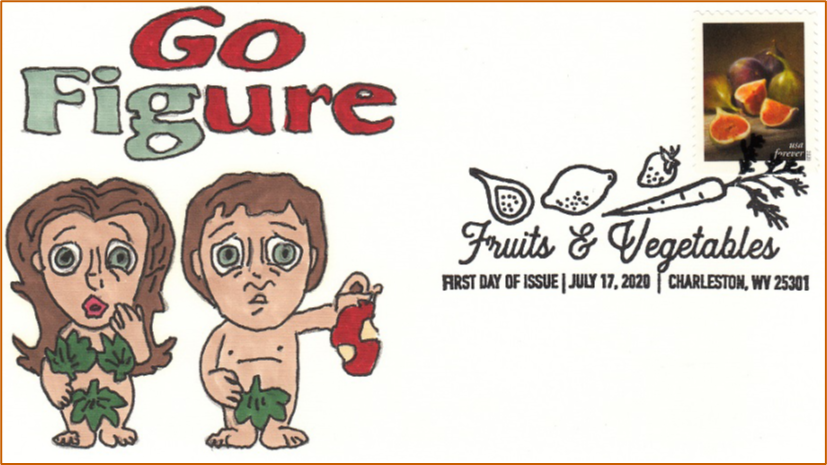 Go
Figure
usa
forever
Fruits & Vegetables
FIRST DAY OF ISSUE | JULY 17, 2020 | CHARLESTON, WV 25301